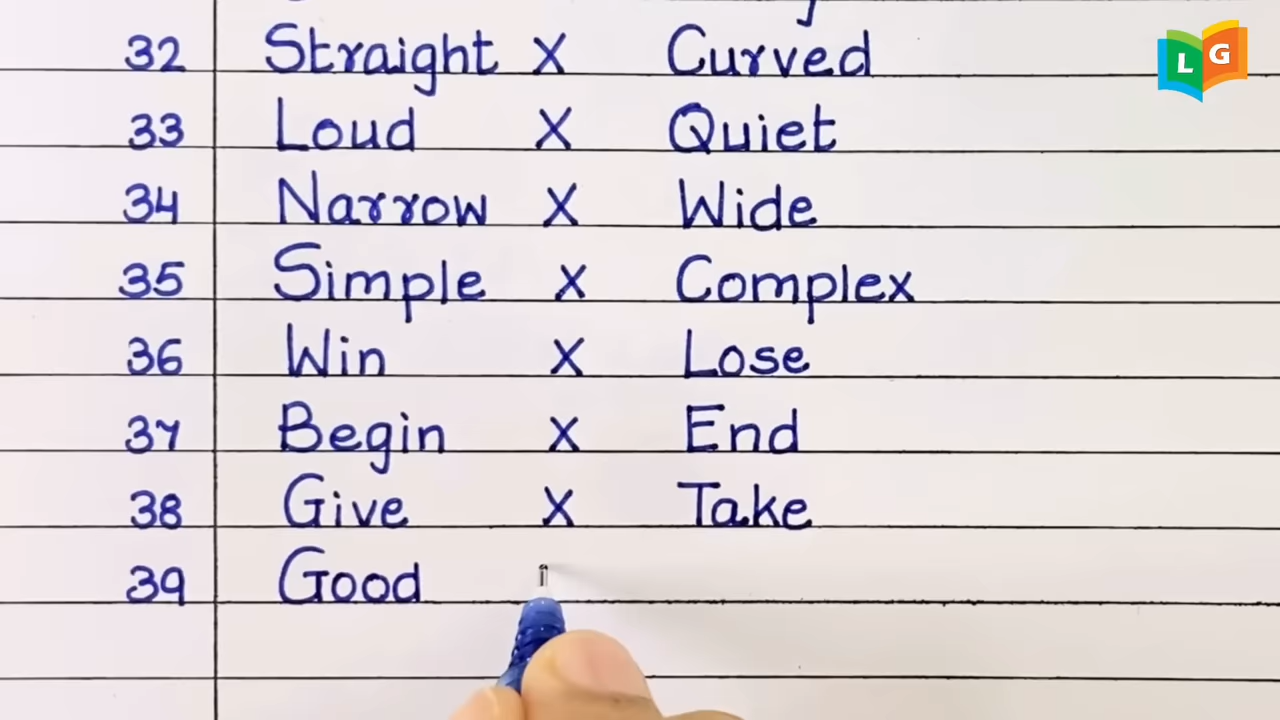 32 Straight X Curved
33 Loud X Quiet
34 Narrow X Wide
35 Simple X Complex
36 Win X Lose
37 Begin X End
38 Give X Take
39 Good
L G